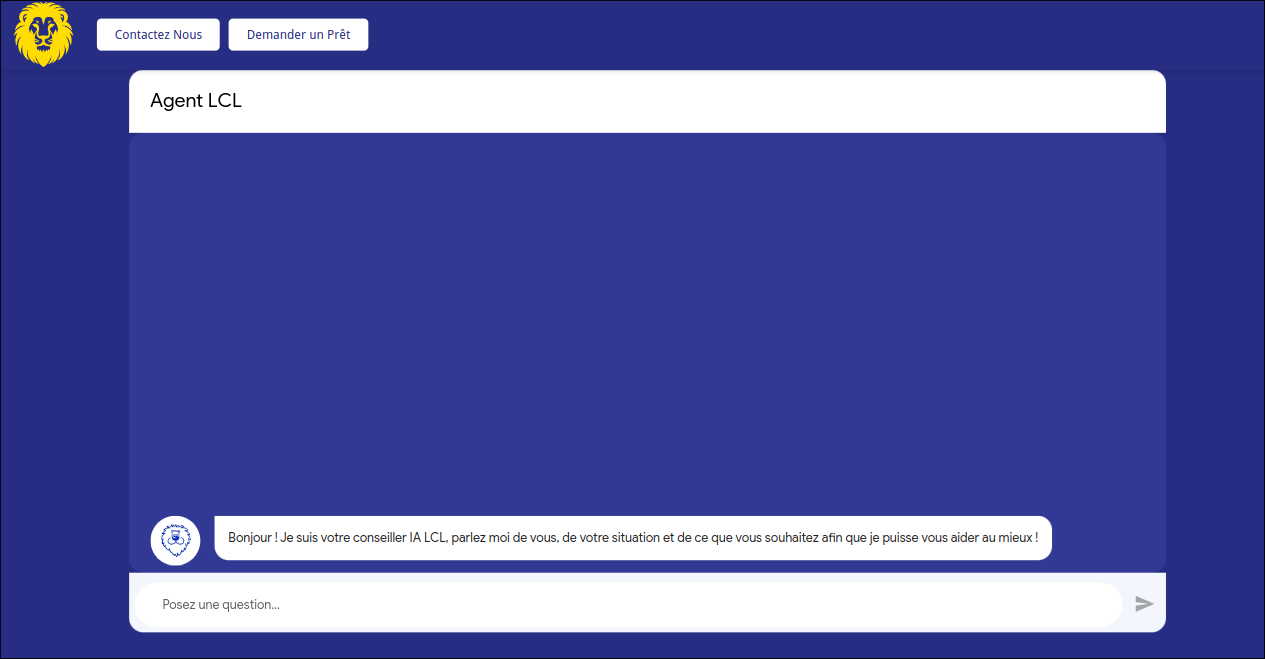 Contactez Nous
Demander un Prêt
Agent LCL
Bonjour ! Je suis votre conseiller IA LCL, parlez moi de vous, de votre situation et de ce que vous souhaitez afin que je puisse vous aider au mieux !
Posez une question...